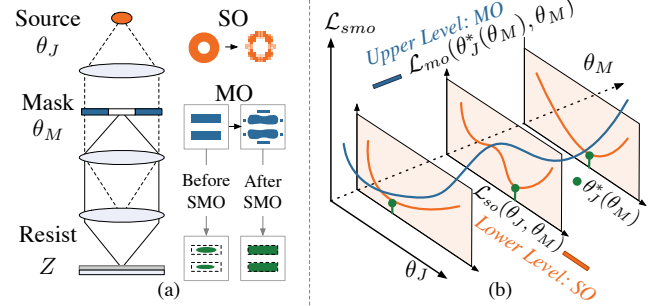 Source
θ_J
SO
MO
Mask
θ_M
Before
SMO
After
SMO
Resist
Z
(a)
ℒ_smo
Upper Level: MO
ℒ_mo(θ*_J(θ_M), θ_M)
θ_M
ℒ_so(θ_J, θ_M)
θ*_J(θ_M)
Lower Level: SO
θ_J
(b)